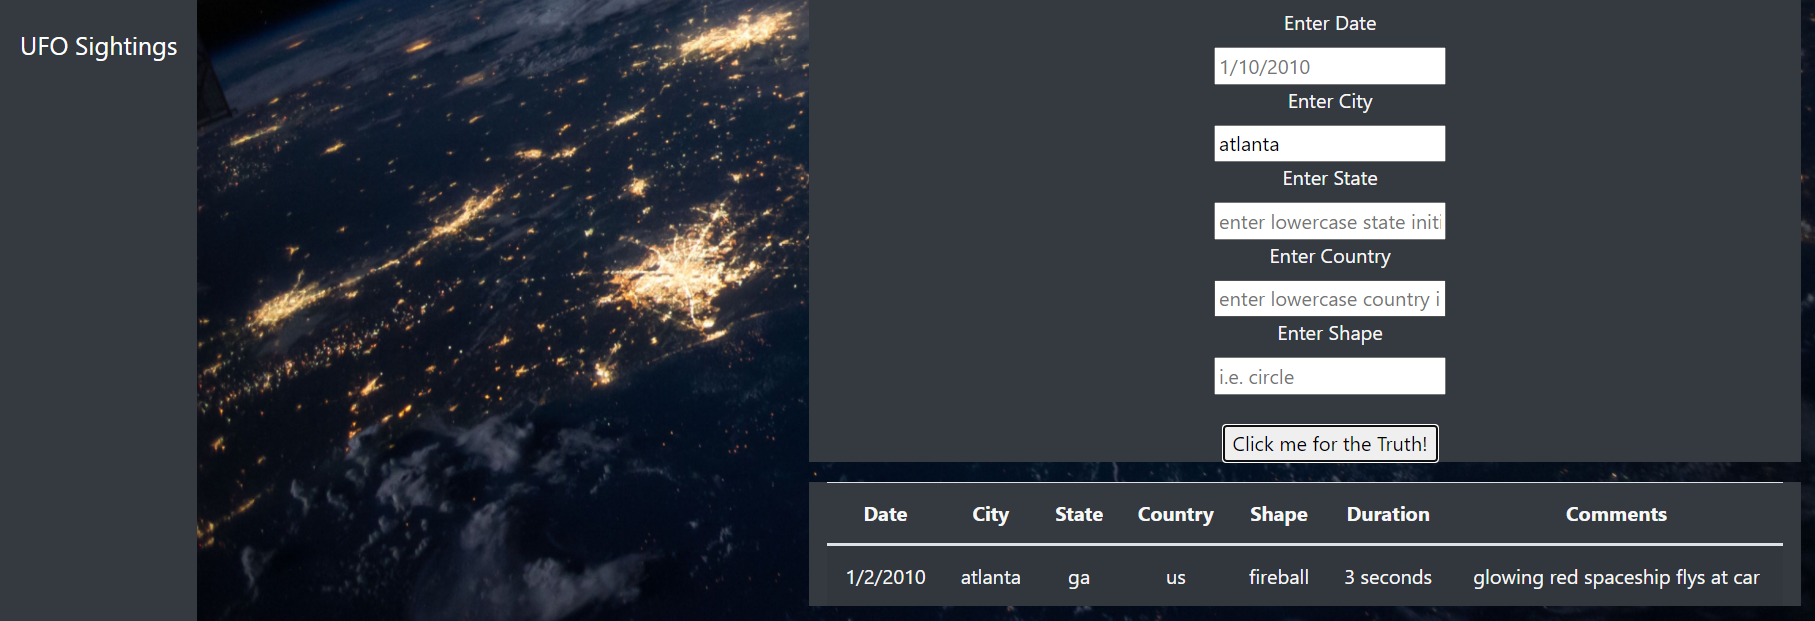 UFO Sightings
Enter Date
1/10/2010
Enter City
atlanta
Enter State
enter lowercase state initi
Enter Country
enter lowercase country i
Enter Shape
i.e. circle
Click me for the Truth!
Date City State Country Shape Duration Comments
1/2/2010 atlanta ga us fireball 3 seconds glowing red spaceship flys at car